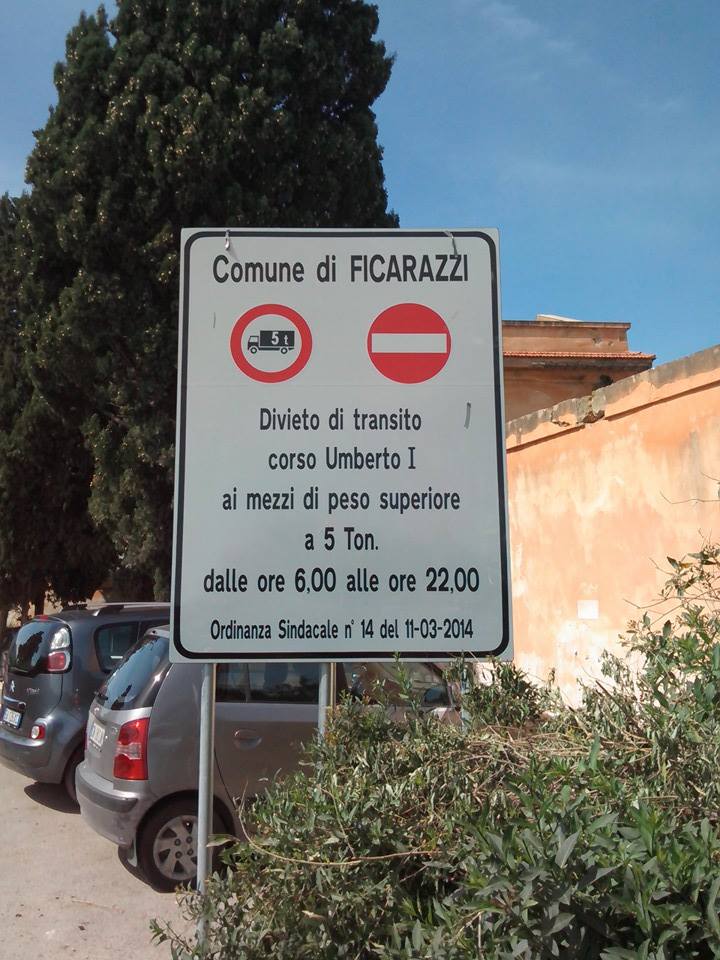 Comune di FICARAZZI
5 t
Divieto di transito
corso Umberto I
ai mezzi di peso superiore
a 5 Ton.
dalle ore 6,00 alle ore 22,00
Ordinanza Sindacale n° 14 del 11-03-2014